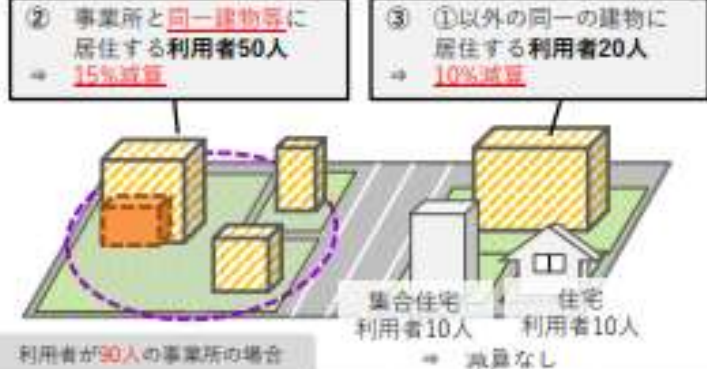 ② 事業所と同一建物等に
居住する利用者50人
⇒ 15%減算
③ ①以外の同一の建物に
居住する利用者20人
⇒ 10%減算
集合住宅
利用者10人
住宅
利用者10人
⇒ 減算なし
利用者が90人の事業所の場合